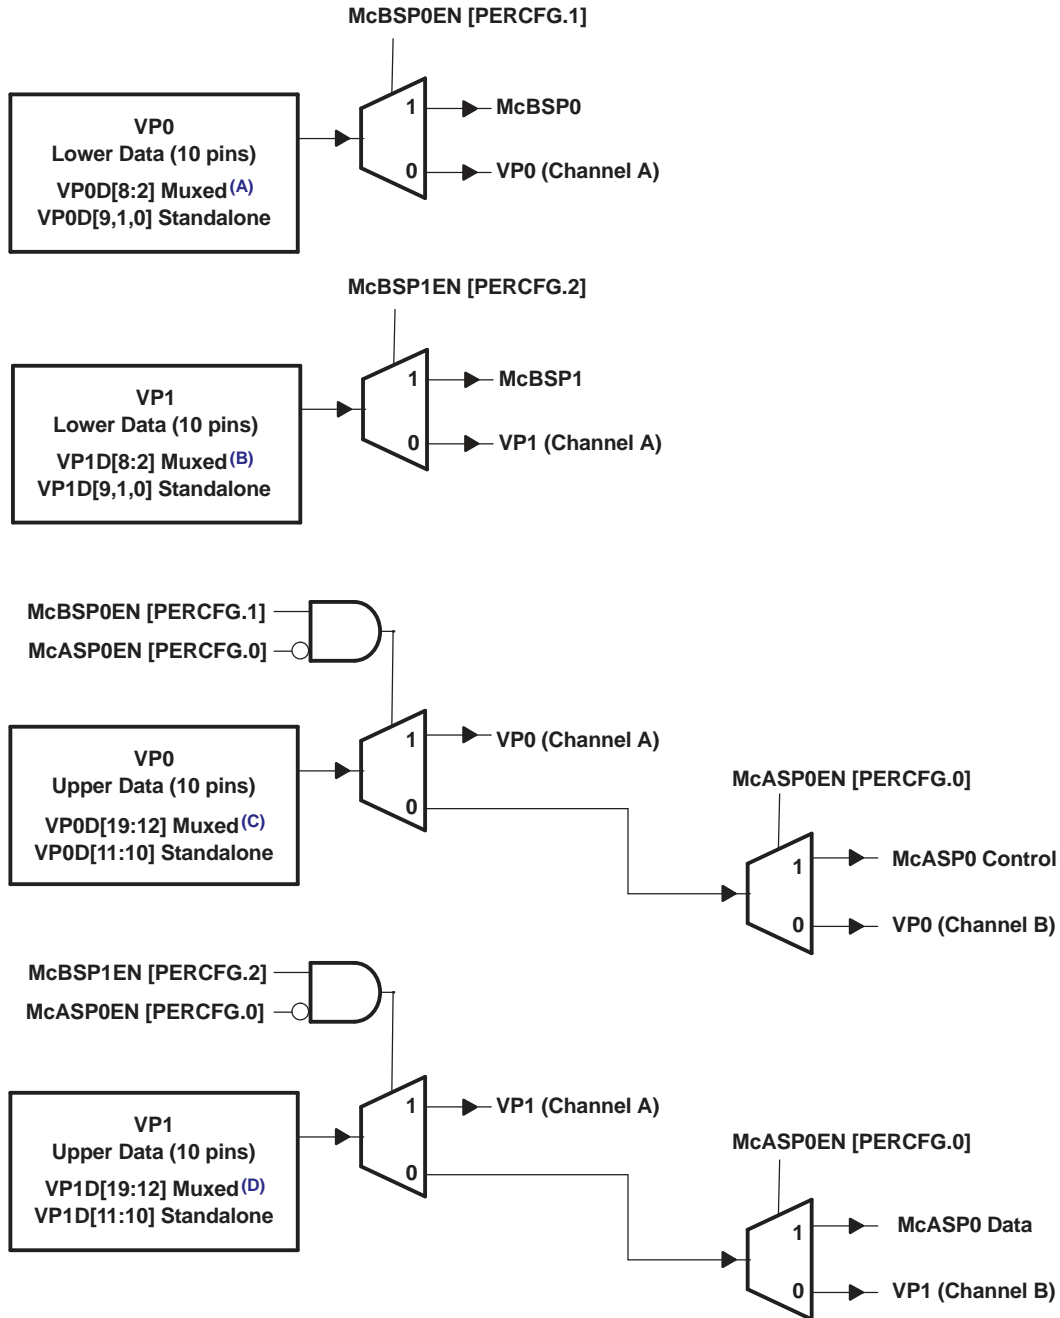 McBSP0EN [PERCFG.1]
VP0
Lower Data (10 pins)
VP0D[8:2] Muxed (A)
VP0D[9,1,0] Standalone
1
0
McBSP0
VP0 (Channel A)
McBSP1EN [PERCFG.2]
VP1
Lower Data (10 pins)
VP1D[8:2] Muxed (B)
VP1D[9,1,0] Standalone
1
0
McBSP1
VP1 (Channel A)
McBSP0EN [PERCFG.1]
McASP0EN [PERCFG.0]
VP0
Upper Data (10 pins)
VP0D[19:12] Muxed (C)
VP0D[11:10] Standalone
1
0
VP0 (Channel A)
McASP0EN [PERCFG.0]
1
0
McASP0 Control
VP0 (Channel B)
McBSP1EN [PERCFG.2]
McASP0EN [PERCFG.0]
VP1
Upper Data (10 pins)
VP1D[19:12] Muxed (D)
VP1D[11:10] Standalone
1
0
VP1 (Channel A)
McASP0EN [PERCFG.0]
1
0
McASP0 Data
VP1 (Channel B)